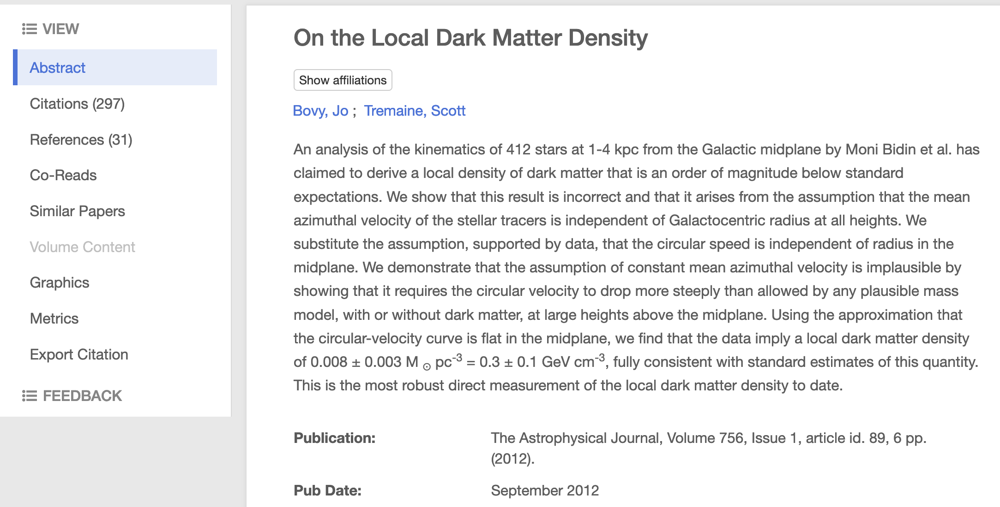 VIEW
Abstract
Citations (297)
References (31)
Co-Reads
Similar Papers
Volume Content
Graphics
Metrics
Export Citation
FEEDBACK
On the Local Dark Matter Density
Show affiliations
Bovy, Jo ; Tremaine, Scott
An analysis of the kinematics of 412 stars at 1-4 kpc from the Galactic midplane by Moni Bidin et al. has
claimed to derive a local density of dark matter that is an order of magnitude below standard
expectations. We show that this result is incorrect and that it arises from the assumption that the mean
azimuthal velocity of the stellar tracers is independent of Galactocentric radius at all heights. We
substitute the assumption, supported by data, that the circular speed is independent of radius in the
midplane. We demonstrate that the assumption of constant mean azimuthal velocity is implausible by
showing that it requires the circular velocity to drop more steeply than allowed by any plausible mass
model, with or without dark matter, at large heights above the midplane. Using the approximation that
the circular-velocity curve is flat in the midplane, we find that the data imply a local dark matter density
of 0.008 ± 0.003 M ⊙ pc-3 = 0.3 ± 0.1 GeV cm-3, fully consistent with standard estimates of this quantity.
This is the most robust direct measurement of the local dark matter density to date.
Publication: The Astrophysical Journal, Volume 756, Issue 1, article id. 89, 6 pp.
(2012).
Pub Date: September 2012